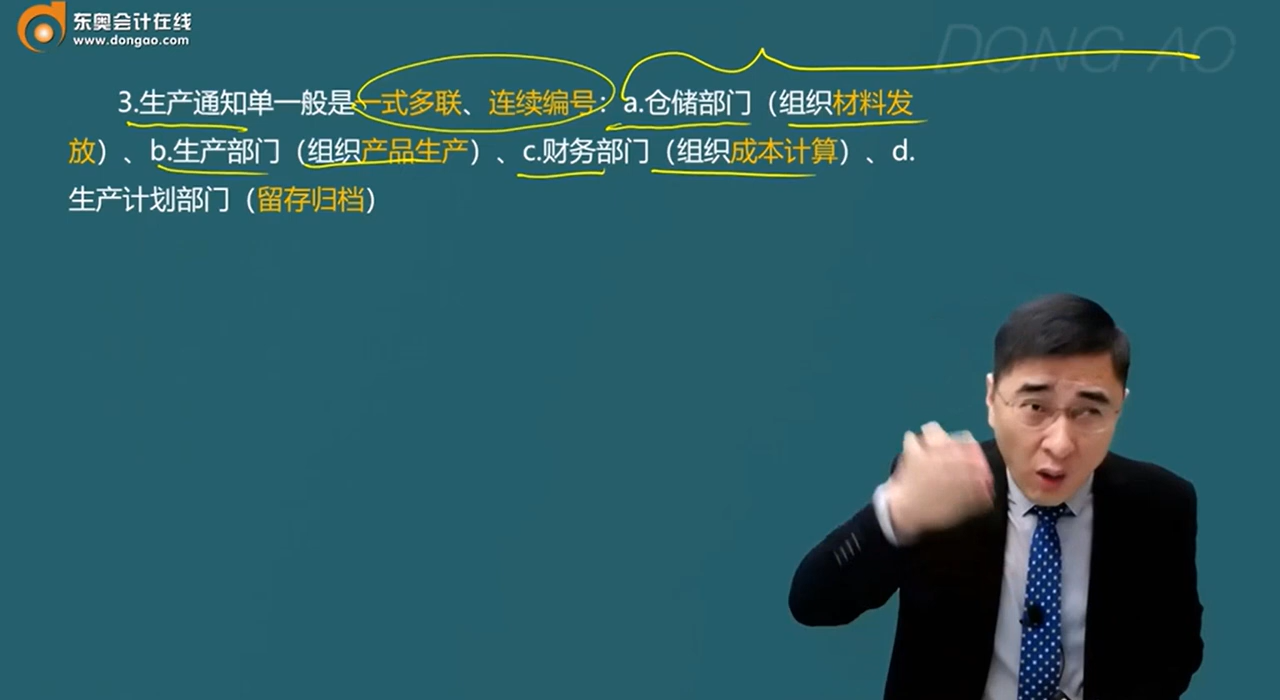 东奥会计在线
www.dongao.com
DONG AO
3.生产通知单一般是一式多联、连续编号：a.仓储部门（组织材料发
放）、b.生产部门（组织产品生产）、c.财务部门（组织成本计算）、d.
生产计划部门（留存归档）